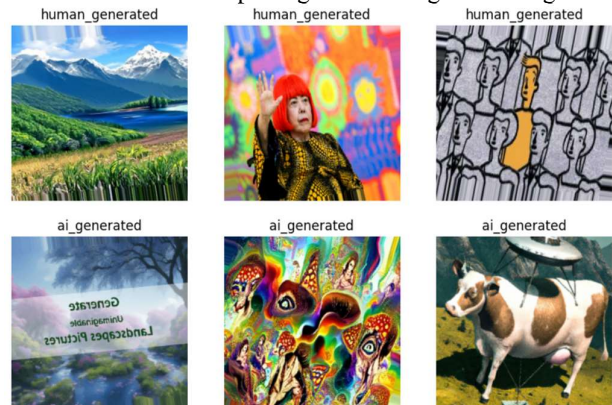 human_generated
human_generated
human_generated
ai_generated
ai_generated
ai_generated
Generate
Unimaginable
Landscapes Pictures